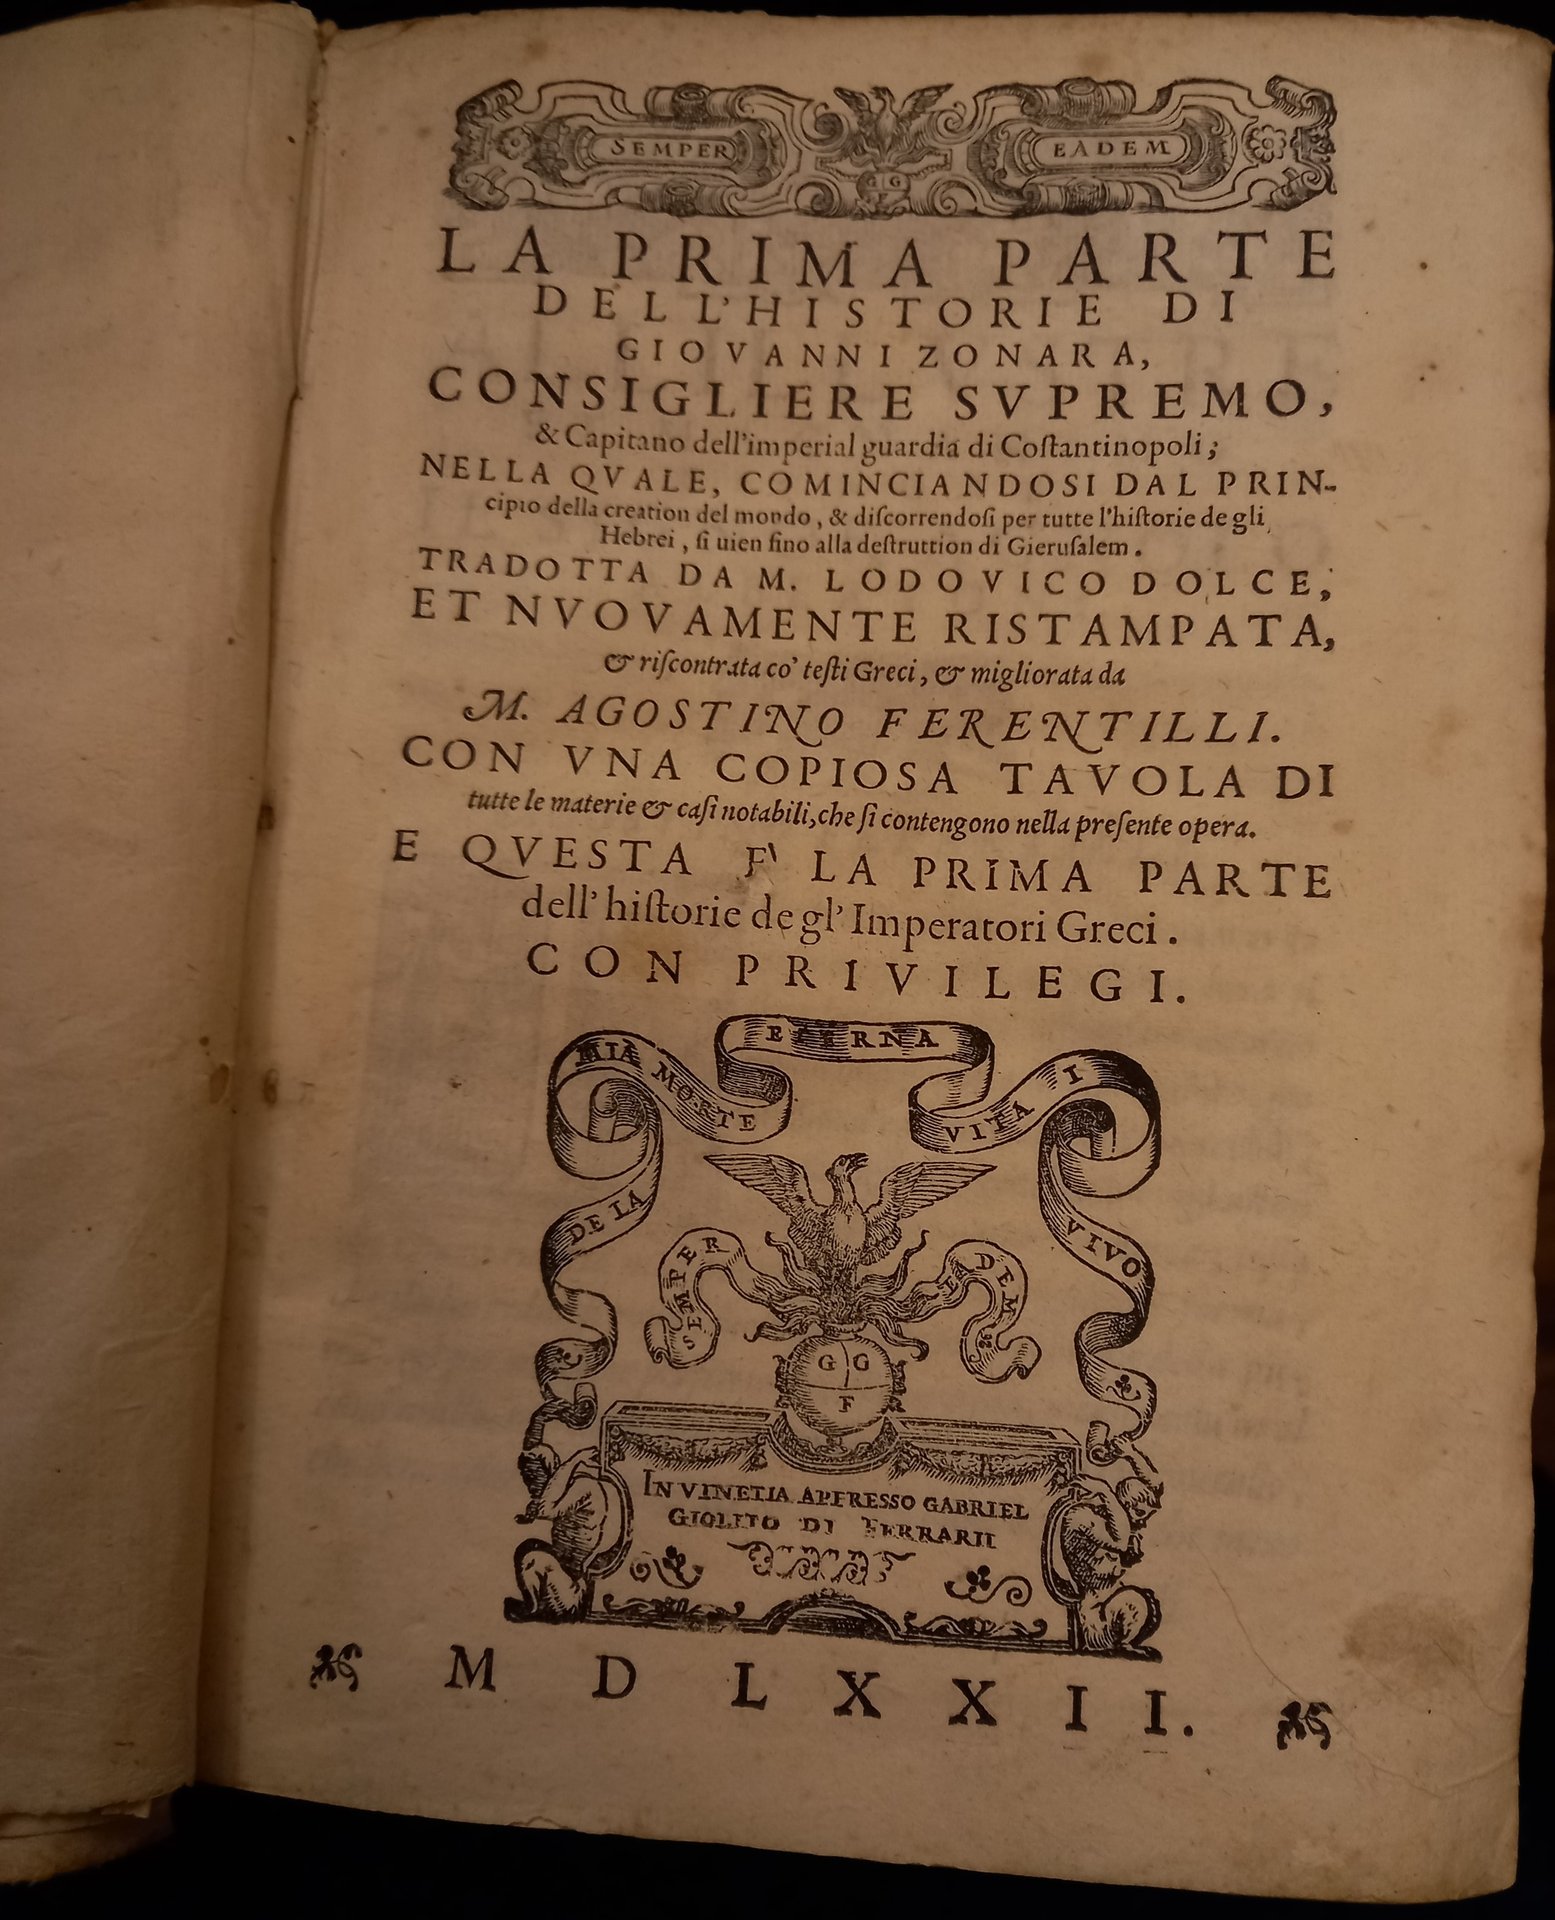 SEMPER EADEM
G G
LA PRIMA PARTE
DELL'HISTORIE DI
GIOVANNI ZONARA,
CONSIGLIERE SVPREMO,
& Capitano dell'imperial guardia di Coſtantinopoli;
NELLA QVALE, COMINCIANDOSI DAL PRIN-
cipio della creation del mondo, & diſcorrendoſi per tutte l'hiſtorie de gli
Hebrei, ſi uien fino alla deſtruttion di Gieruſalem.
TRADOTTA DA M. LODOVICO DOLCE,
ET NVOVAMENTE RISTAMPATA,
& riſcontrata co' teſti Greci, & migliorata da
M. AGOSTINO FERENTILLI.
CON VNA COPIOSA TAVOLA DI
tutte le materie & caſi notabili, che ſi contengono nella preſente opera.
E QVESTA E' LA PRIMA PARTE
dell' hiſtorie de gl' Imperatori Greci.
CON PRIVILEGI.
DE LA MIA MORTE ETERNA VITA I VIVO
SEMPER EADEM
G G
F
IN VINETIA APPRESSO GABRIEL
GIOLITO DI FERRARII
MDLXXII.